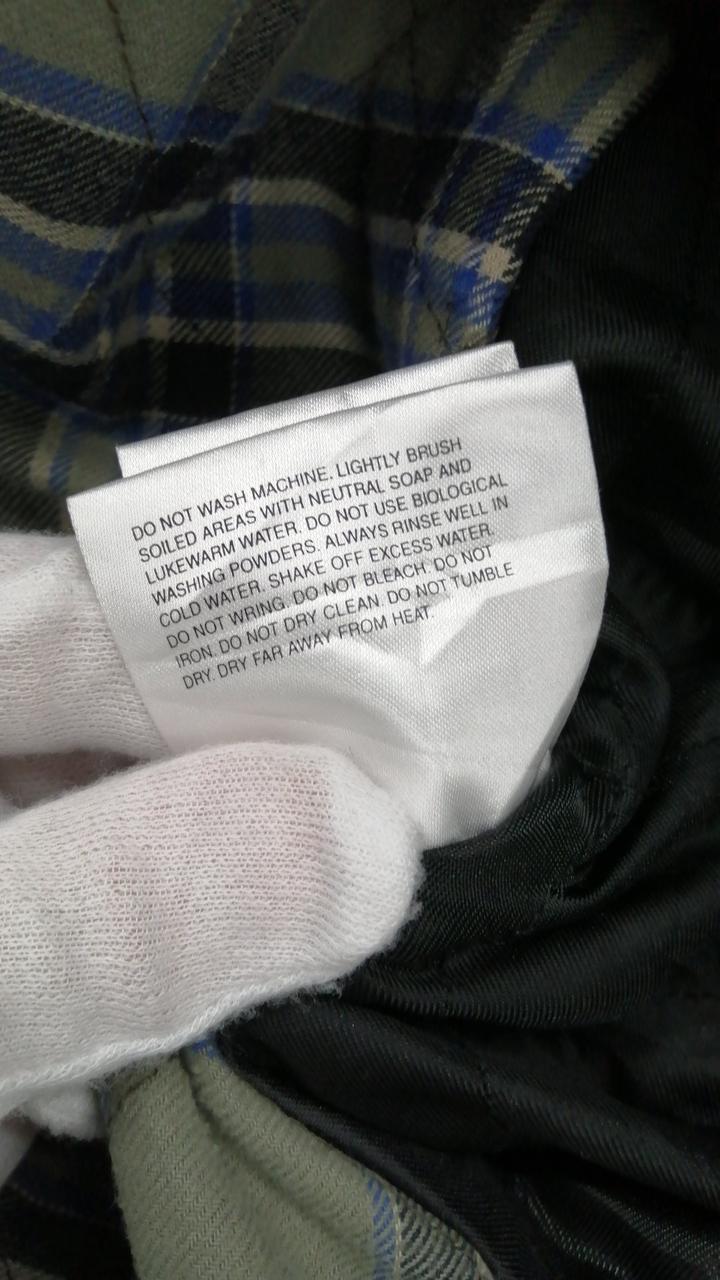 DO NOT WASH MACHINE. LIGHTLY BRUSH
SOILED AREAS WITH NEUTRAL SOAP AND
LUKEWARM WATER. DO NOT USE BIOLOGICAL
WASHING POWDERS. ALWAYS RINSE WELL IN
COLD WATER. SHAKE OFF EXCESS WATER.
DO NOT WRING. DO NOT BLEACH. DO NOT
IRON. DO NOT DRY CLEAN. DO NOT TUMBLE
DRY. DRY FAR AWAY FROM HEAT.